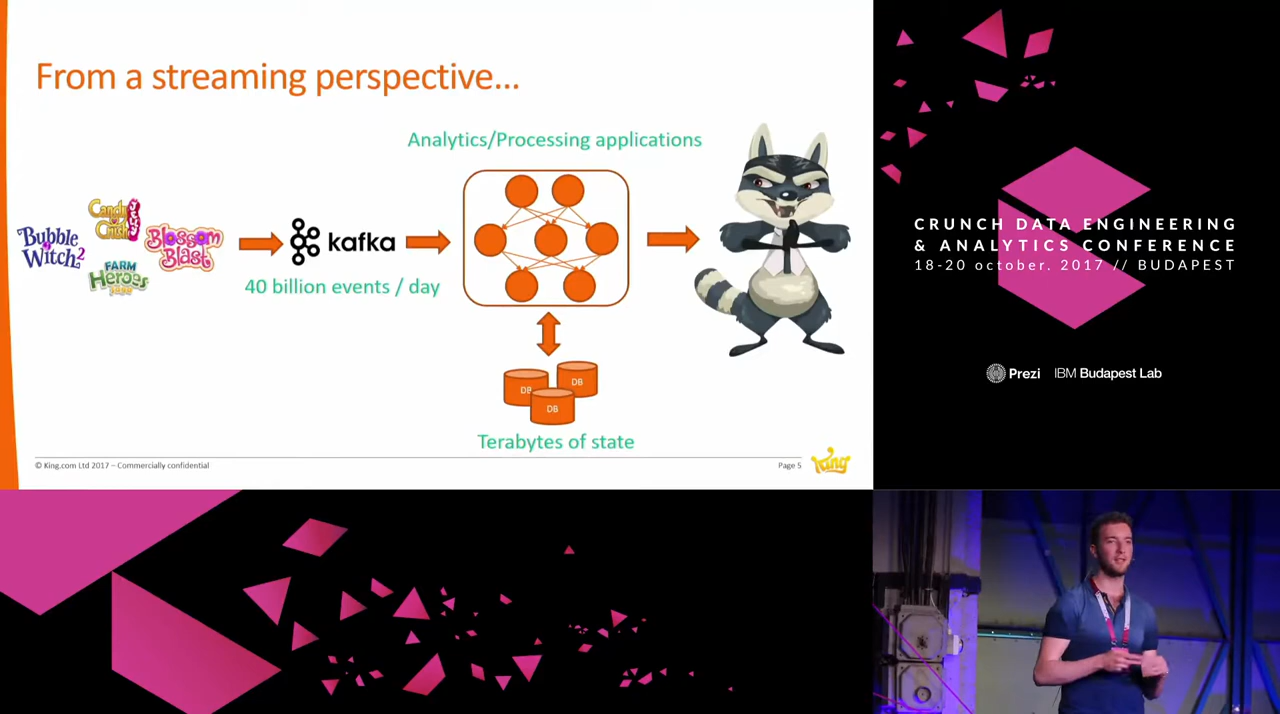 From a streaming perspective...
Analytics/Processing applications
Candy
Crush
JELLY
Bubble
Witch 2
Blossom
Blast
FARM
Heroes
kafka
40 billion events / day
DB
DB
DB
Terabytes of state
© King.com Ltd 2017 – Commercially confidential
Page 5
King
CRUNCH DATA ENGINEERING
& ANALYTICS CONFERENCE
18-20 october. 2017 // BUDAPEST
Prezi
IBM Budapest Lab